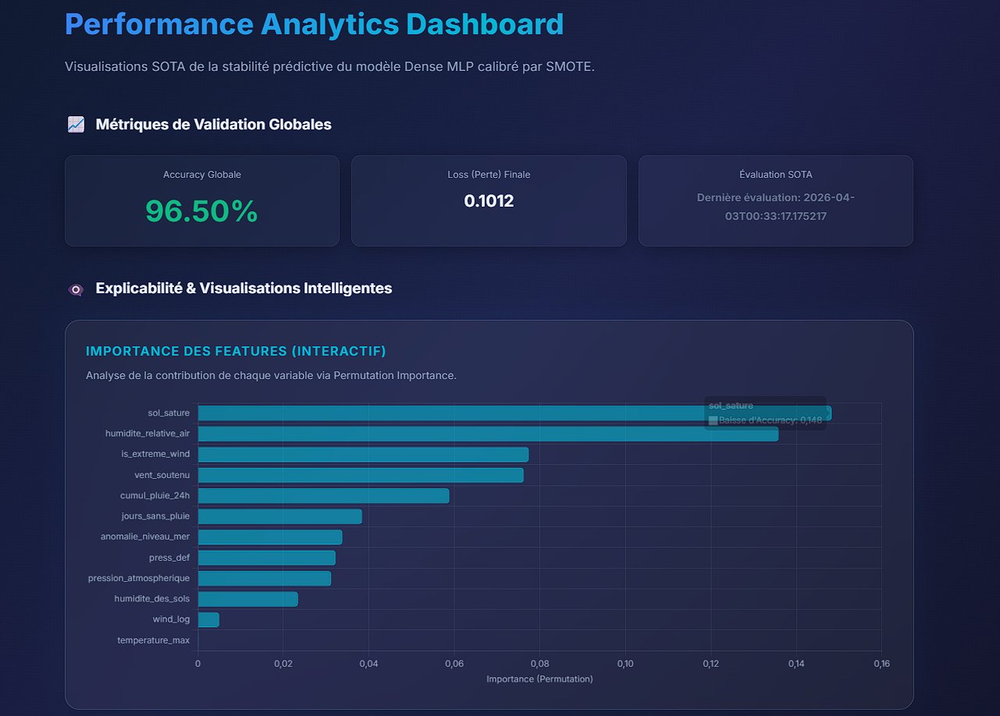 Performance Analytics Dashboard
Visualisations SOTA de la stabilité prédictive du modèle Dense MLP calibré par SMOTE.
Métriques de Validation Globales
Accuracy Globale
96.50%
Loss (Perte) Finale
0.1012
Évaluation SOTA
Dernière évaluation: 2026-04-
03T00:33:17.175217
Explicabilité & Visualisations Intelligentes
IMPORTANCE DES FEATURES (INTERACTIF)
Analyse de la contribution de chaque variable via Permutation Importance.
sol_sature
Baisse d'Accuracy: 0,148
sol_sature
humidite_relative_air
is_extreme_wind
vent_soutenu
cumul_pluie_24h
jours_sans_pluie
anomalie_niveau_mer
press_def
pression_atmospherique
humidite_des_sols
wind_log
temperature_max
0 0,02 0,04 0,06 0,08 0,10 0,12 0,14 0,16
Importance (Permutation)